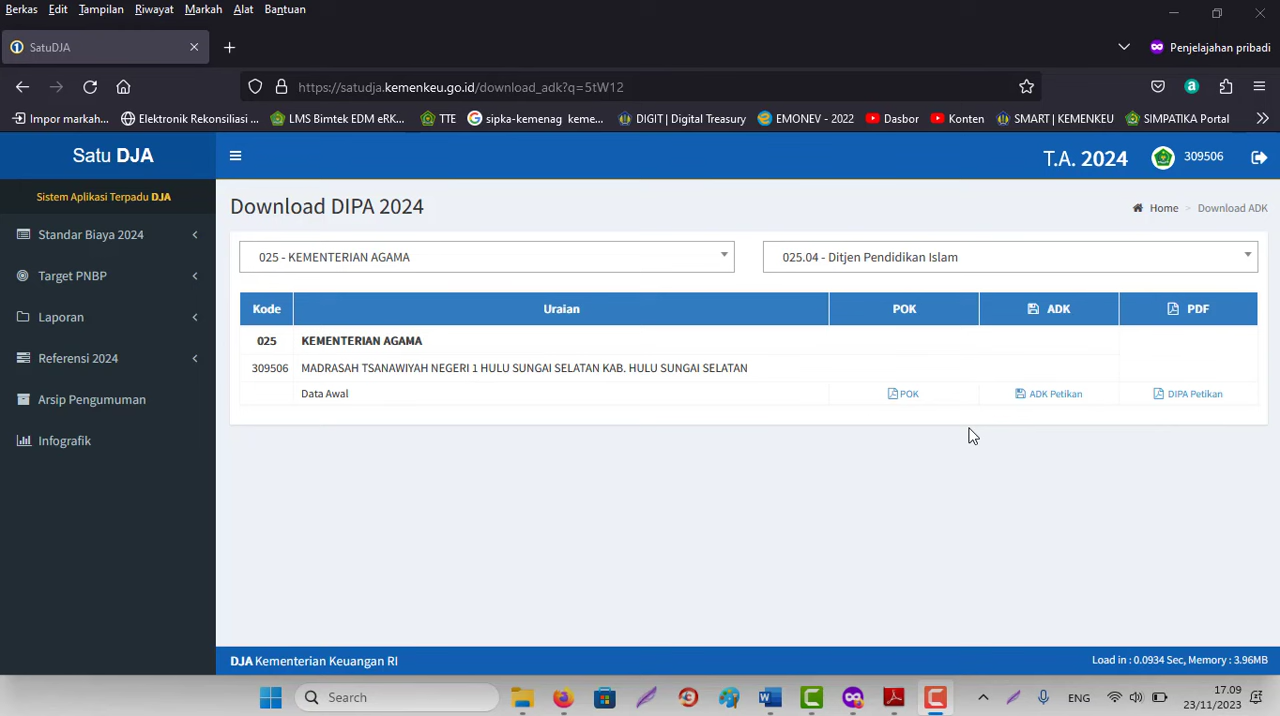 Berkas Edit Tampilan Riwayat Markah Alat Bantuan
SatuDJA
Penjelajahan pribadi
https://satudja.kemenkeu.go.id/download_adk?q=5tW12
Impor markah... Elektronik Rekonsiliasi ... LMS Bimtek EDM eRK... TTE sipka-kemenag keme... DIGIT | Digital Treasury EMONEV - 2022 Dasbor Konten SMART | KEMENKEU SIMPATIKA Portal
Satu DJA
T.A. 2024 309506
Sistem Aplikasi Terpadu DJA
Standar Biaya 2024
Target PNBP
Laporan
Referensi 2024
Arsip Pengumuman
Infografik
Download DIPA 2024
Home > Download ADK
025 - KEMENTERIAN AGAMA
025.04 - Ditjen Pendidikan Islam
Kode Uraian POK ADK PDF
025 KEMENTERIAN AGAMA
309506 MADRASAH TSANAWIYAH NEGERI 1 HULU SUNGAI SELATAN KAB. HULU SUNGAI SELATAN
Data Awal POK ADK Petikan DIPA Petikan
DJA Kementerian Keuangan RI
Load in : 0.0934 Sec, Memory : 3.96MB
Search
ENG
17.09
23/11/2023